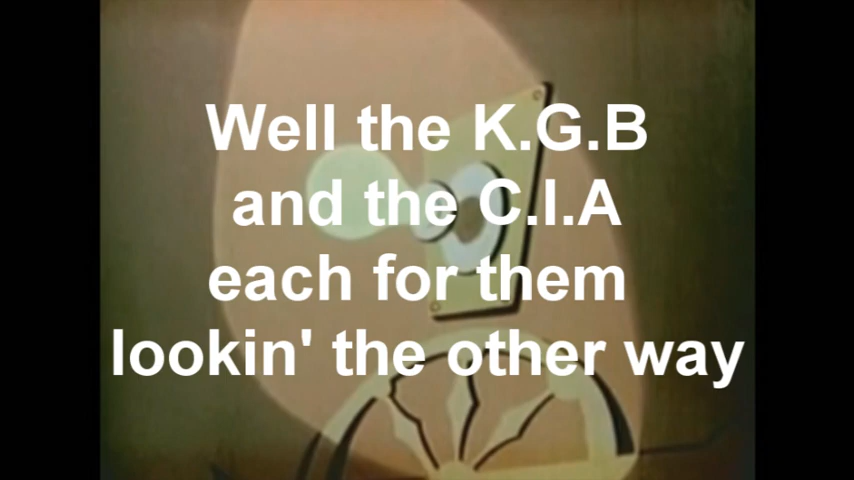 Well the K.G.B
and the C.I.A
each for them
lookin' the other way